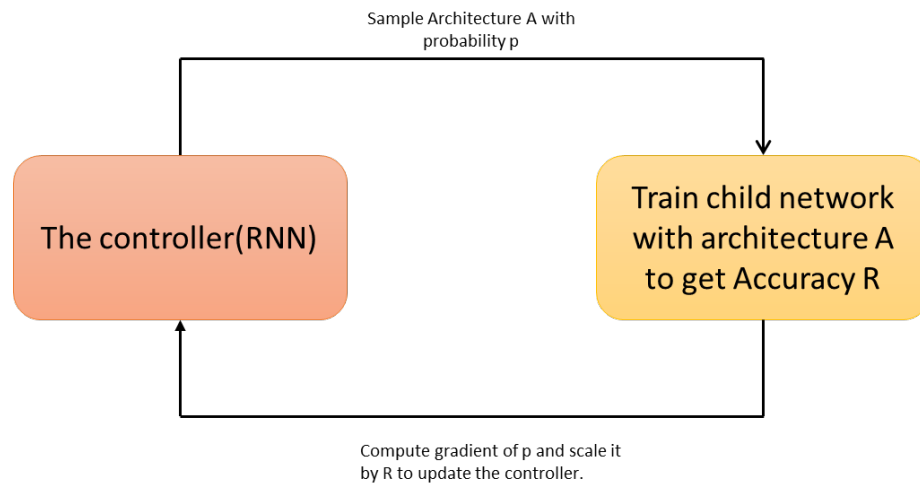 Sample Architecture A with
probability p
The controller(RNN)
Train child network
with architecture A
to get Accuracy R
Compute gradient of p and scale it
by R to update the controller.